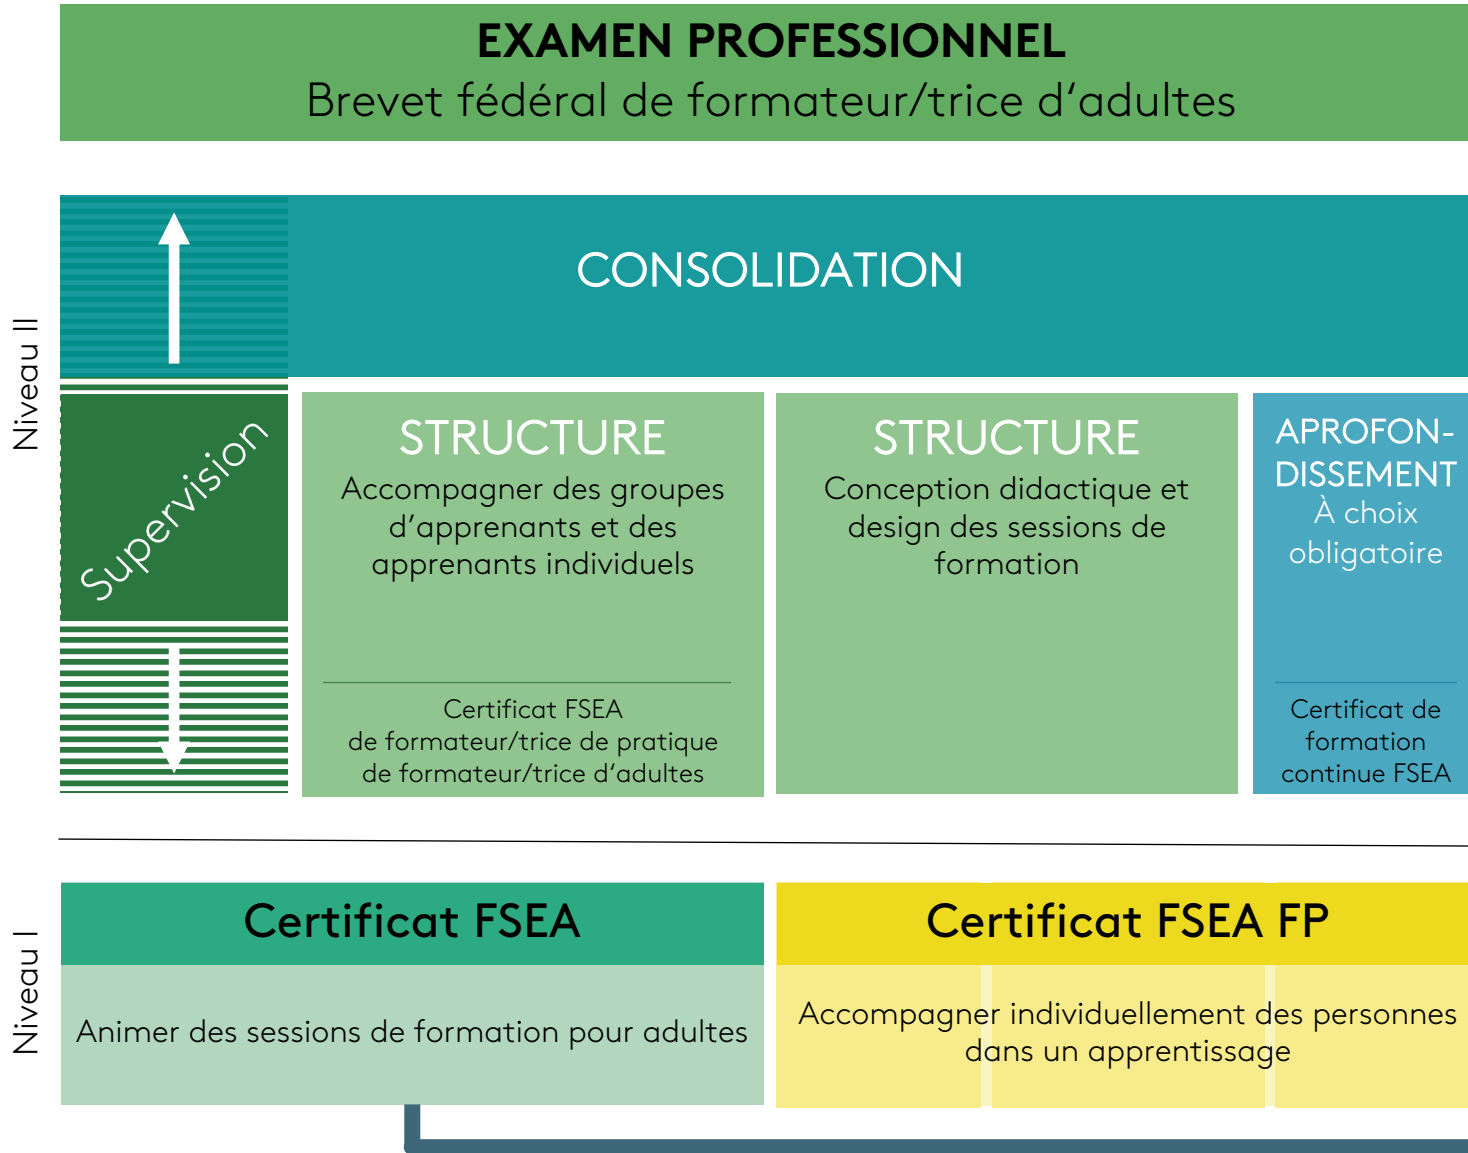 EXAMEN PROFESSIONNEL
Brevet fédéral de formateur/trice d‘adultes
Niveau II
CONSOLIDATION
Supervision
STRUCTURE
Accompagner des groupes
d’apprenants et des
apprenants individuels
Certificat FSEA
de formateur/trice de pratique
de formateur/trice d‘adultes
STRUCTURE
Conception didactique et
design des sessions de
formation
APROFON-
DISSEMENT
À choix
obligatoire
Certificat de
formation
continue FSEA
Niveau I
Certificat FSEA
Animer des sessions de formation pour adultes
Certificat FSEA FP
Accompagner individuellement des personnes
dans un apprentissage